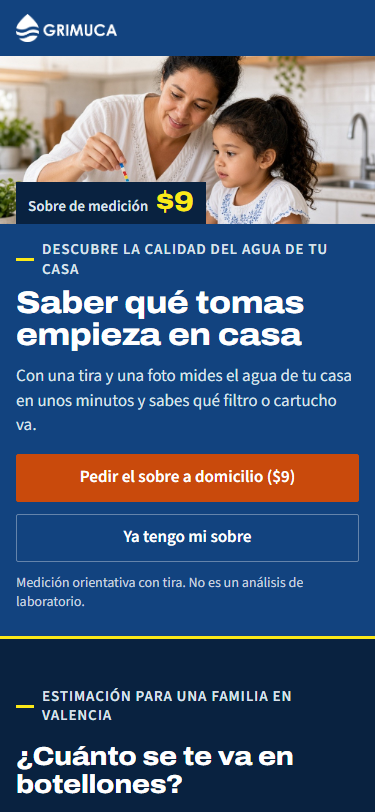 GRIMUCA
Sobre de medición $9
DESCUBRE LA CALIDAD DEL AGUA DE TU
CASA
Saber qué tomas
empieza en casa
Con una tira y una foto mides el agua de tu casa
en unos minutos y sabes qué filtro o cartucho
va.
Pedir el sobre a domicilio ($9)
Ya tengo mi sobre
Medición orientativa con tira. No es un análisis de
laboratorio.
ESTIMACIÓN PARA UNA FAMILIA EN
VALENCIA
¿Cuánto se te va en
botellones?